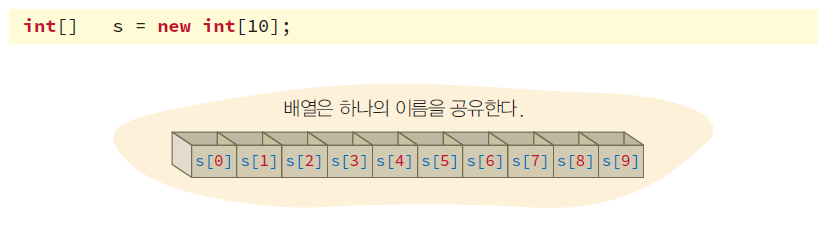 int[]   s = new int[10];
배열은 하나의 이름을 공유한다.
s[0] s[1] s[2] s[3] s[4] s[5] s[6] s[7] s[8] s[9]